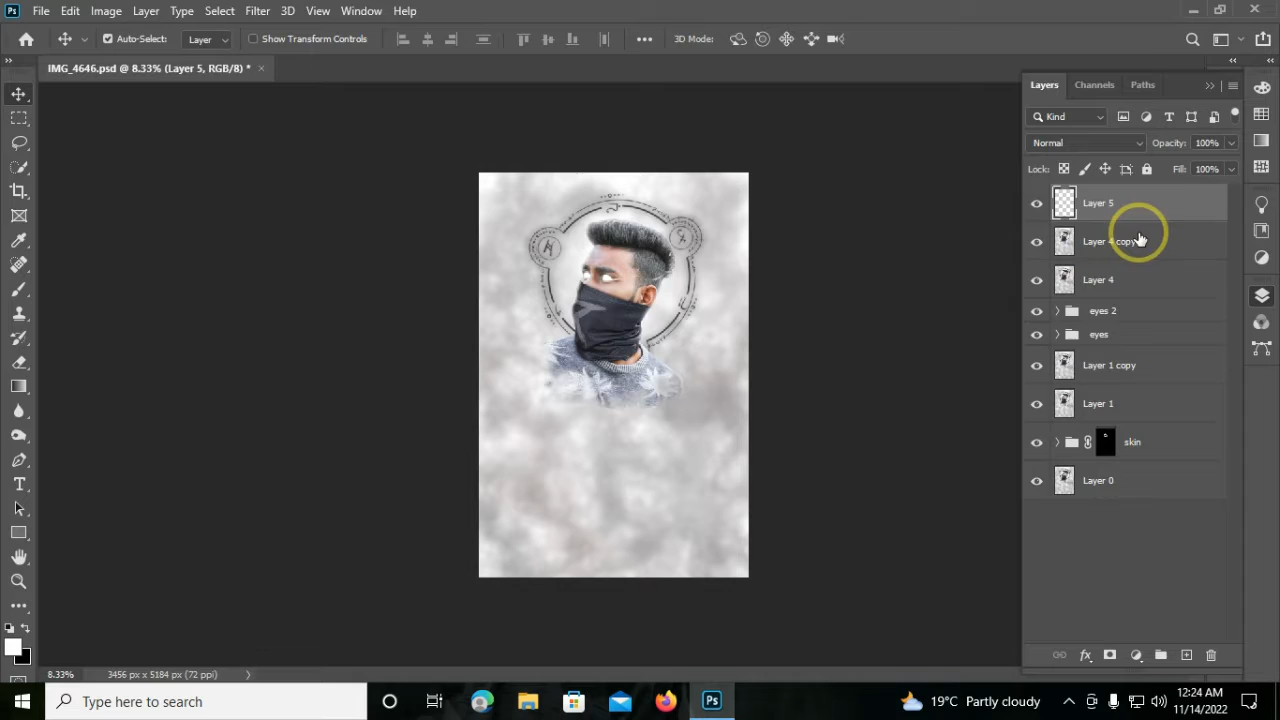 Ps File Edit Image Layer Type Select Filter 3D View Window Help
Auto-Select: Layer Show Transform Controls 3D Mode:
IMG_4646.psd @ 8.33% (Layer 5, RGB/8) *
Layers Channels Paths
Kind
Normal Opacity: 100%
Lock: Fill: 100%
Layer 5
Layer 4 copy
Layer 4
eyes 2
eyes
Layer 1 copy
Layer 1
skin
Layer 0
8.33% 3456 px x 5184 px (72 ppi)
Type here to search
Ps
19°C Partly cloudy
12:24 AM
11/14/2022